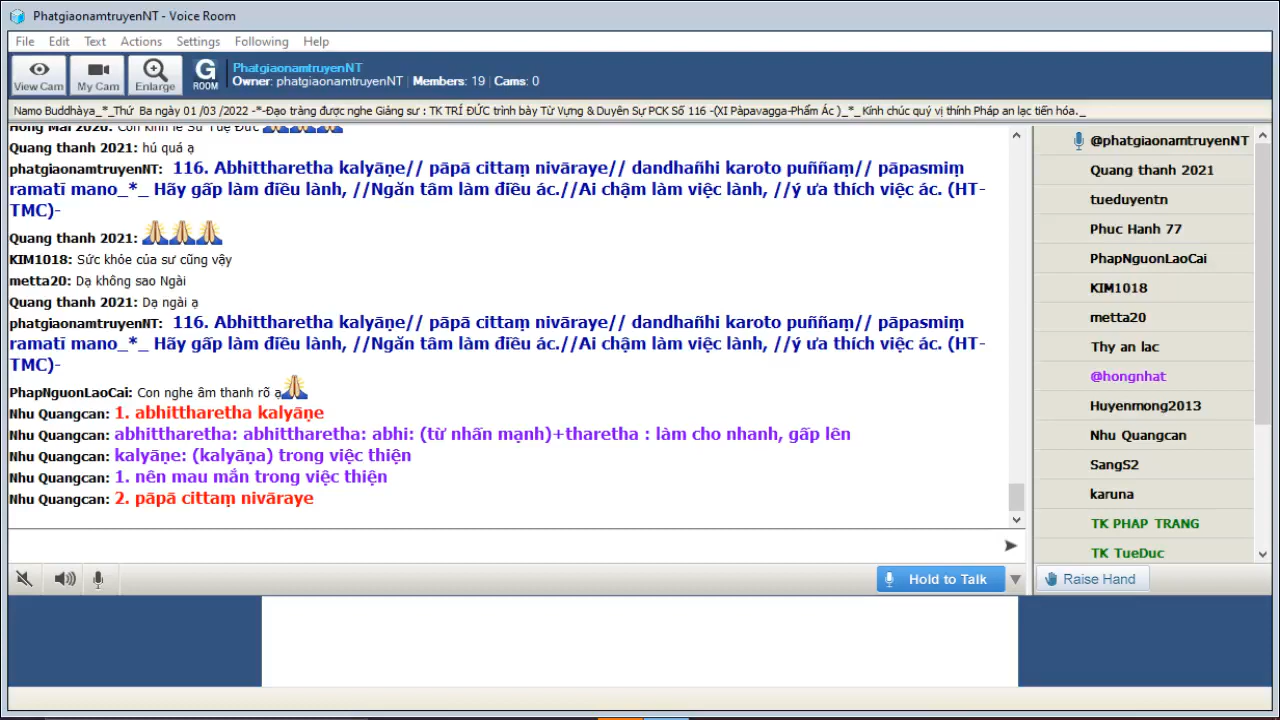 PhatgiaonamtruyenNT - Voice Room
File Edit Text Actions Settings Following Help
View Cam
My Cam
Enlarge
G
ROOM
PhatgiaonamtruyenNT
Owner: phatgiaonamtruyenNT | Members: 19 | Cams: 0
Namo Buddhàya_*_Thứ Ba ngày 01 /03 /2022 -*-Đạo tràng được nghe Giảng sư : TK TRÍ ĐỨC trình bày Từ Vựng & Duyên Sự PCK Số 116 -(XI Pàpavagga-Phẩm Ác )_*_ Kính chúc quý vị thính Pháp an lạc tiến hóa._
Hong Mai 2020: Con kính lễ Sư Tuệ Đức
Quang thanh 2021: hú quá ạ
phatgiaonamtruyenNT: 116. Abhittharetha kalyāṇe// pāpā cittaṃ nivāraye// dandhañhi karoto puññaṃ// pāpasmiṃ
ramatī mano_*_ Hãy gấp làm điều lành, //Ngăn tâm làm điều ác.//Ai chậm làm việc lành, //ý ưa thích việc ác. (HT-
TMC)-
Quang thanh 2021:
KIM1018: Sức khỏe của sư cũng vậy
metta20: Dạ không sao Ngài
Quang thanh 2021: Dạ ngài ạ
phatgiaonamtruyenNT: 116. Abhittharetha kalyāṇe// pāpā cittaṃ nivāraye// dandhañhi karoto puññaṃ// pāpasmiṃ
ramatī mano_*_ Hãy gấp làm điều lành, //Ngăn tâm làm điều ác.//Ai chậm làm việc lành, //ý ưa thích việc ác. (HT-
TMC)-
PhapNguonLaoCai: Con nghe âm thanh rõ ạ
Nhu Quangcan: 1. abhittharetha kalyāṇe
Nhu Quangcan: abhittharetha: abhittharetha: abhi: (từ nhấn mạnh)+tharetha : làm cho nhanh, gấp lên
Nhu Quangcan: kalyāṇe: (kalyāṇa) trong việc thiện
Nhu Quangcan: 1. nên mau mắn trong việc thiện
Nhu Quangcan: 2. pāpā cittaṃ nivāraye
Hold to Talk
@phatgiaonamtruyenNT
Quang thanh 2021
tueduyentn
Phuc Hanh 77
PhapNguonLaoCai
KIM1018
metta20
Thy an lac
@hongnhat
Huyenmong2013
Nhu Quangcan
SangS2
karuna
TK PHAP TRANG
TK TueDuc
Raise Hand